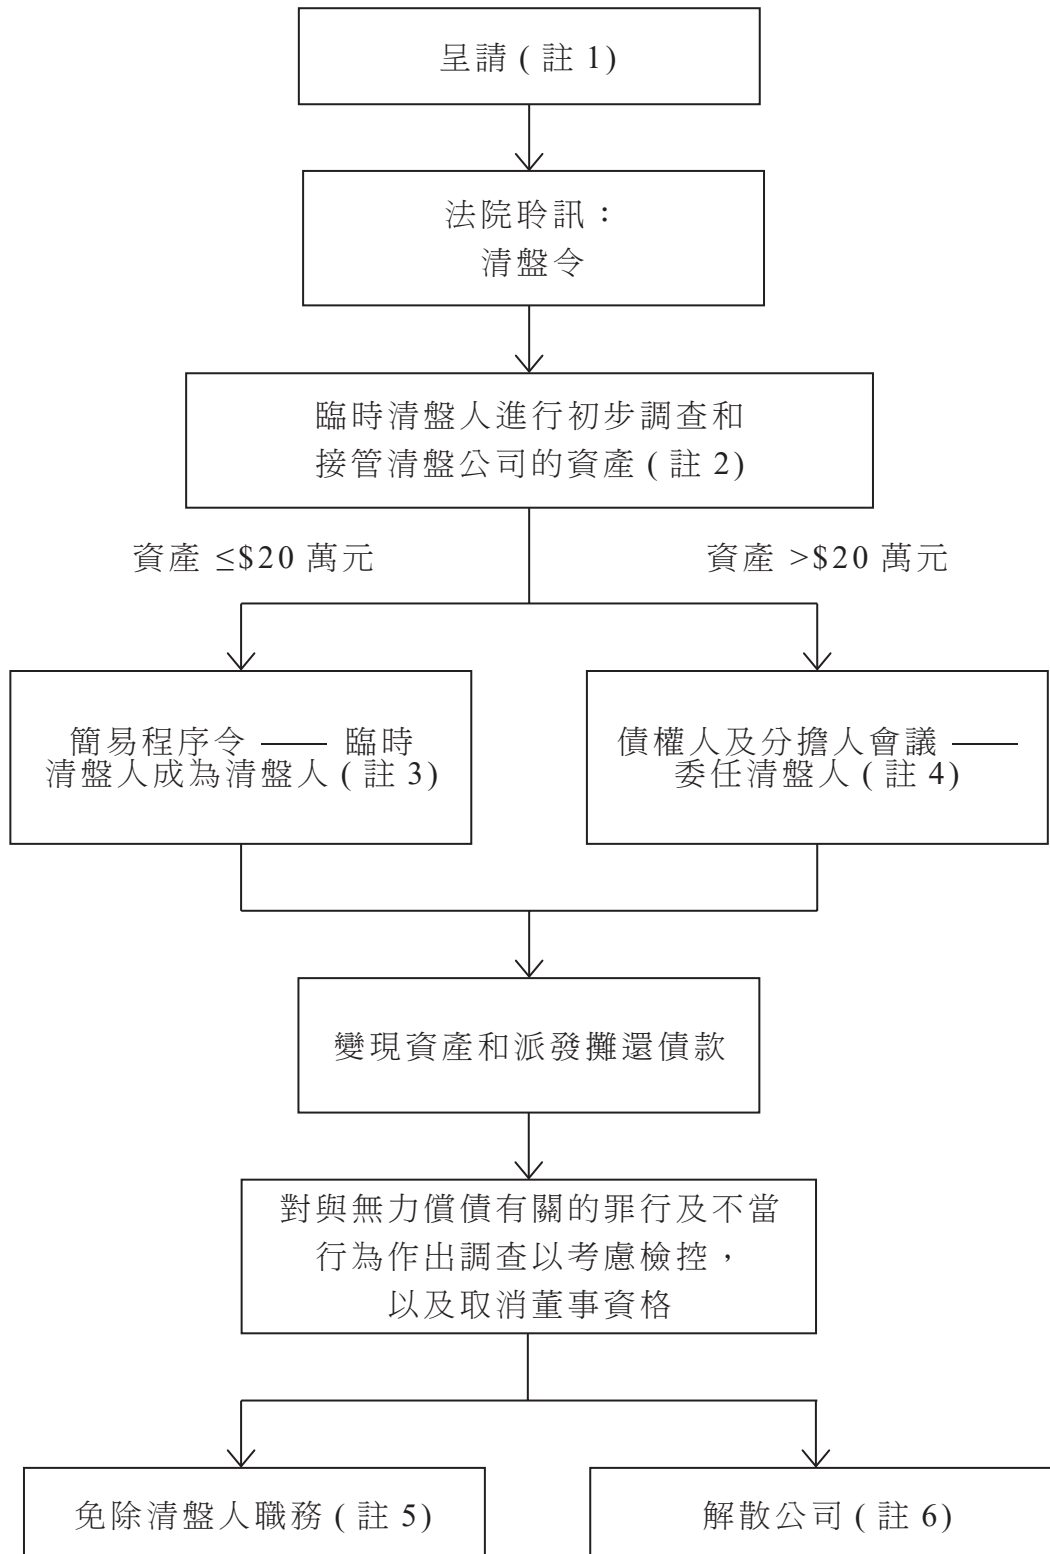 呈請 ( 註 1)
法院聆訊：
清盤令
臨時清盤人進行初步調查和
接管清盤公司的資產 ( 註 2)
資產 ≤$20 萬元
資產 >$20 萬元
簡易程序令 —— 臨時
清盤人成為清盤人 ( 註 3)
債權人及分擔人會議 ——
委任清盤人 ( 註 4)
變現資產和派發攤還債款
對與無力償債有關的罪行及不當
行為作出調查以考慮檢控，
以及取消董事資格
免除清盤人職務 ( 註 5)
解散公司 ( 註 6)